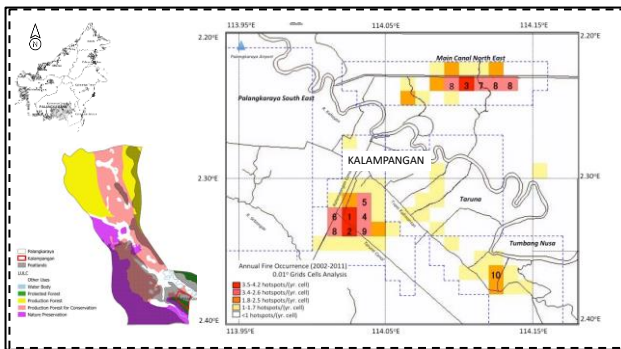 N
113.95°E
114.05°E
114.15°E
2.20°E
2.20°E
Palangkaraya Airport
Main Canal North East
Palangkaraya South East
8 3 7 8 8
KALAMPANGAN
2.30°E
2.30°E
Taruna
5
6 1 4
8 2 9
Tumbang Nusa
10
Annual Fire Occurrence (2002-2011)
0.01° Grids Cells Analysis
3.5-4.2 hotspots/(yr. cell)
3.4-2.6 hotspots/(yr. cell)
1.8-2.5 hotspots/(yr. cell)
1-1.7 hotspots/(yr. cell)
<1 hotspots/(yr. cell)
2.40°E
2.40°E
113.95°E
114.05°E
114.15°E
Palangkaraya
Kalampangan
Peatlands
LULC
Other Uses
Water Body
Protected Forest
Production Forest
Production Forest for Conservation
Nature Preservation